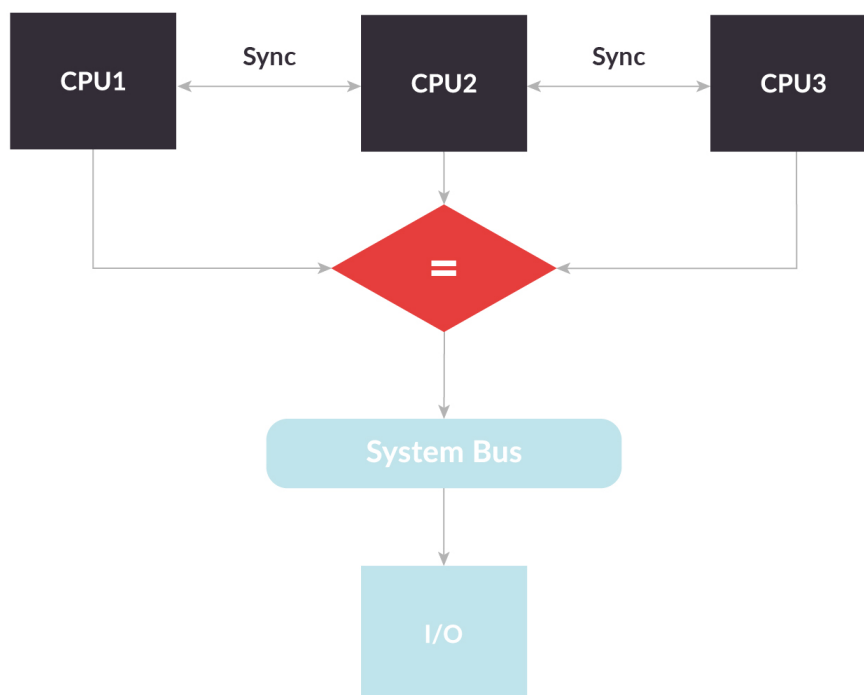 Sync
Sync
CPU1
CPU2
CPU3
=
System Bus
I/O